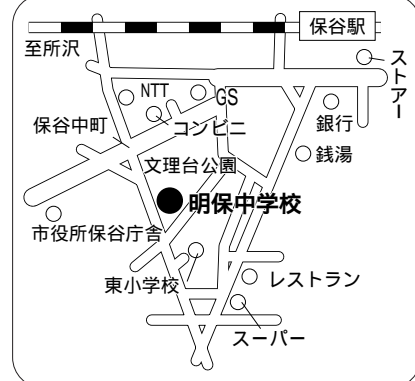 保谷駅
至所沢
ストアー
NTT
GS
保谷中町
コンビニ
銀行
文理台公園
銭湯
明保中学校
市役所保谷庁舎
東小学校
レストラン
スーパー